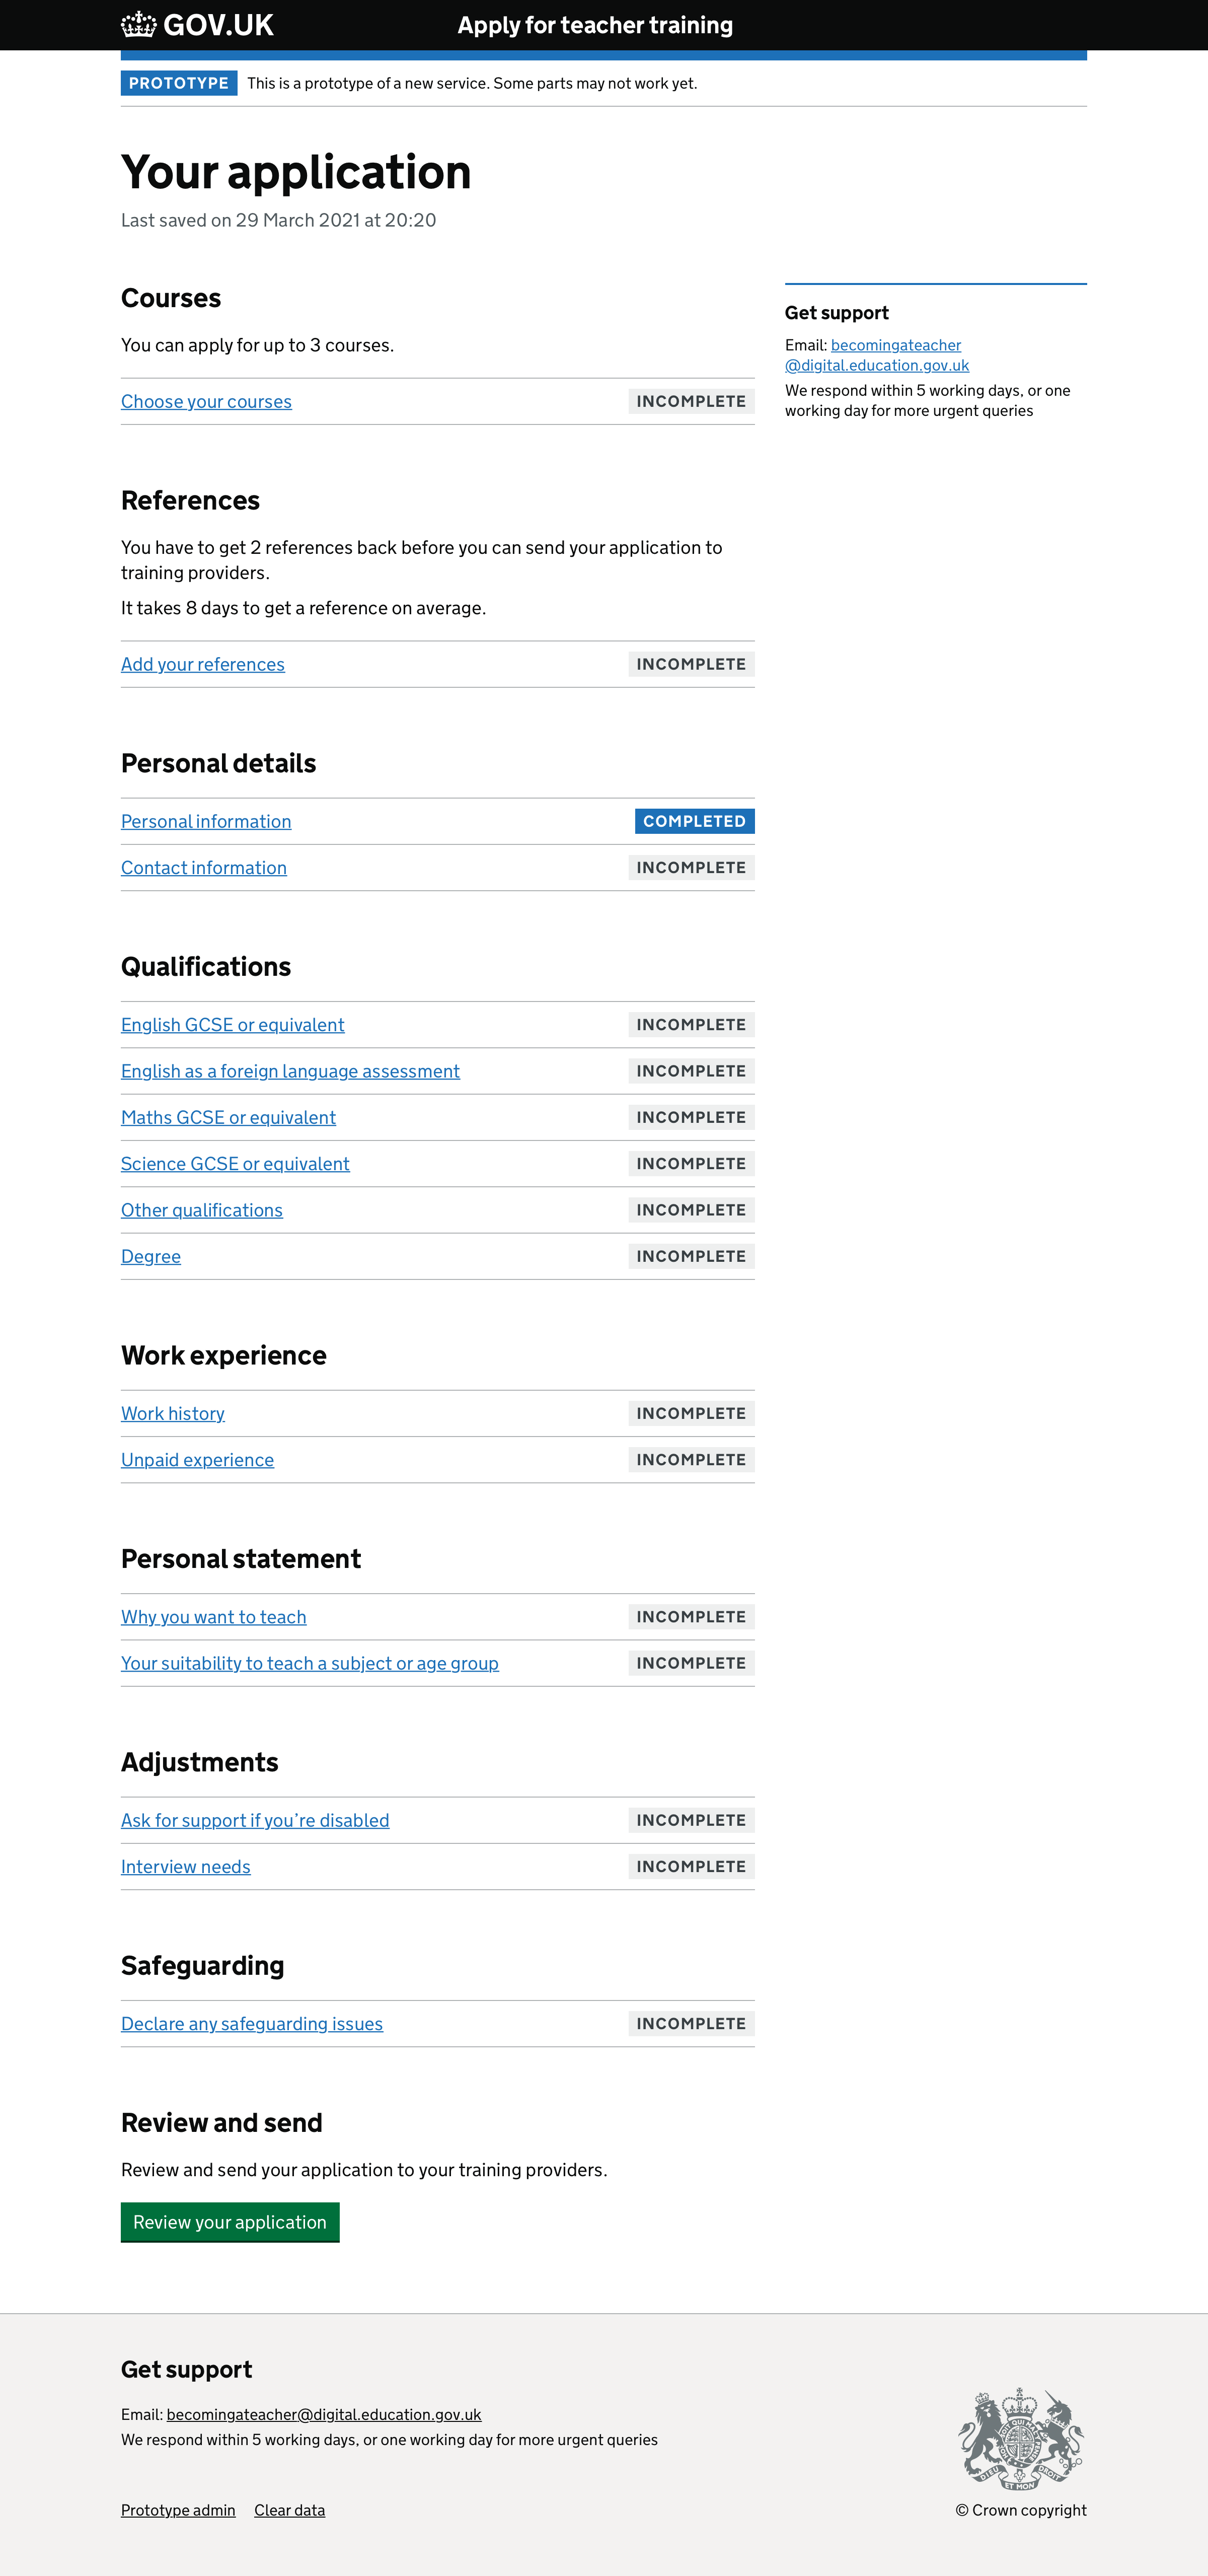 GOV.UK
Apply for teacher training
PROTOTYPE
This is a prototype of a new service. Some parts may not work yet.
Your application
Last saved on 29 March 2021 at 20:20
Courses
You can apply for up to 3 courses.
Choose your courses
INCOMPLETE
Get support
Email: becomingateacher
@digital.education.gov.uk
We respond within 5 working days, or one
working day for more urgent queries
References
You have to get 2 references back before you can send your application to
training providers.
It takes 8 days to get a reference on average.
Add your references
INCOMPLETE
Personal details
Personal information
COMPLETED
Contact information
INCOMPLETE
Qualifications
English GCSE or equivalent
INCOMPLETE
English as a foreign language assessment
INCOMPLETE
Maths GCSE or equivalent
INCOMPLETE
Science GCSE or equivalent
INCOMPLETE
Other qualifications
INCOMPLETE
Degree
INCOMPLETE
Work experience
Work history
INCOMPLETE
Unpaid experience
INCOMPLETE
Personal statement
Why you want to teach
INCOMPLETE
Your suitability to teach a subject or age group
INCOMPLETE
Adjustments
Ask for support if you’re disabled
INCOMPLETE
Interview needs
INCOMPLETE
Safeguarding
Declare any safeguarding issues
INCOMPLETE
Review and send
Review and send your application to your training providers.
Review your application
Get support
Email: becomingateacher@digital.education.gov.uk
We respond within 5 working days, or one working day for more urgent queries
Prototype admin
Clear data
DIEU ET MON DROIT
© Crown copyright